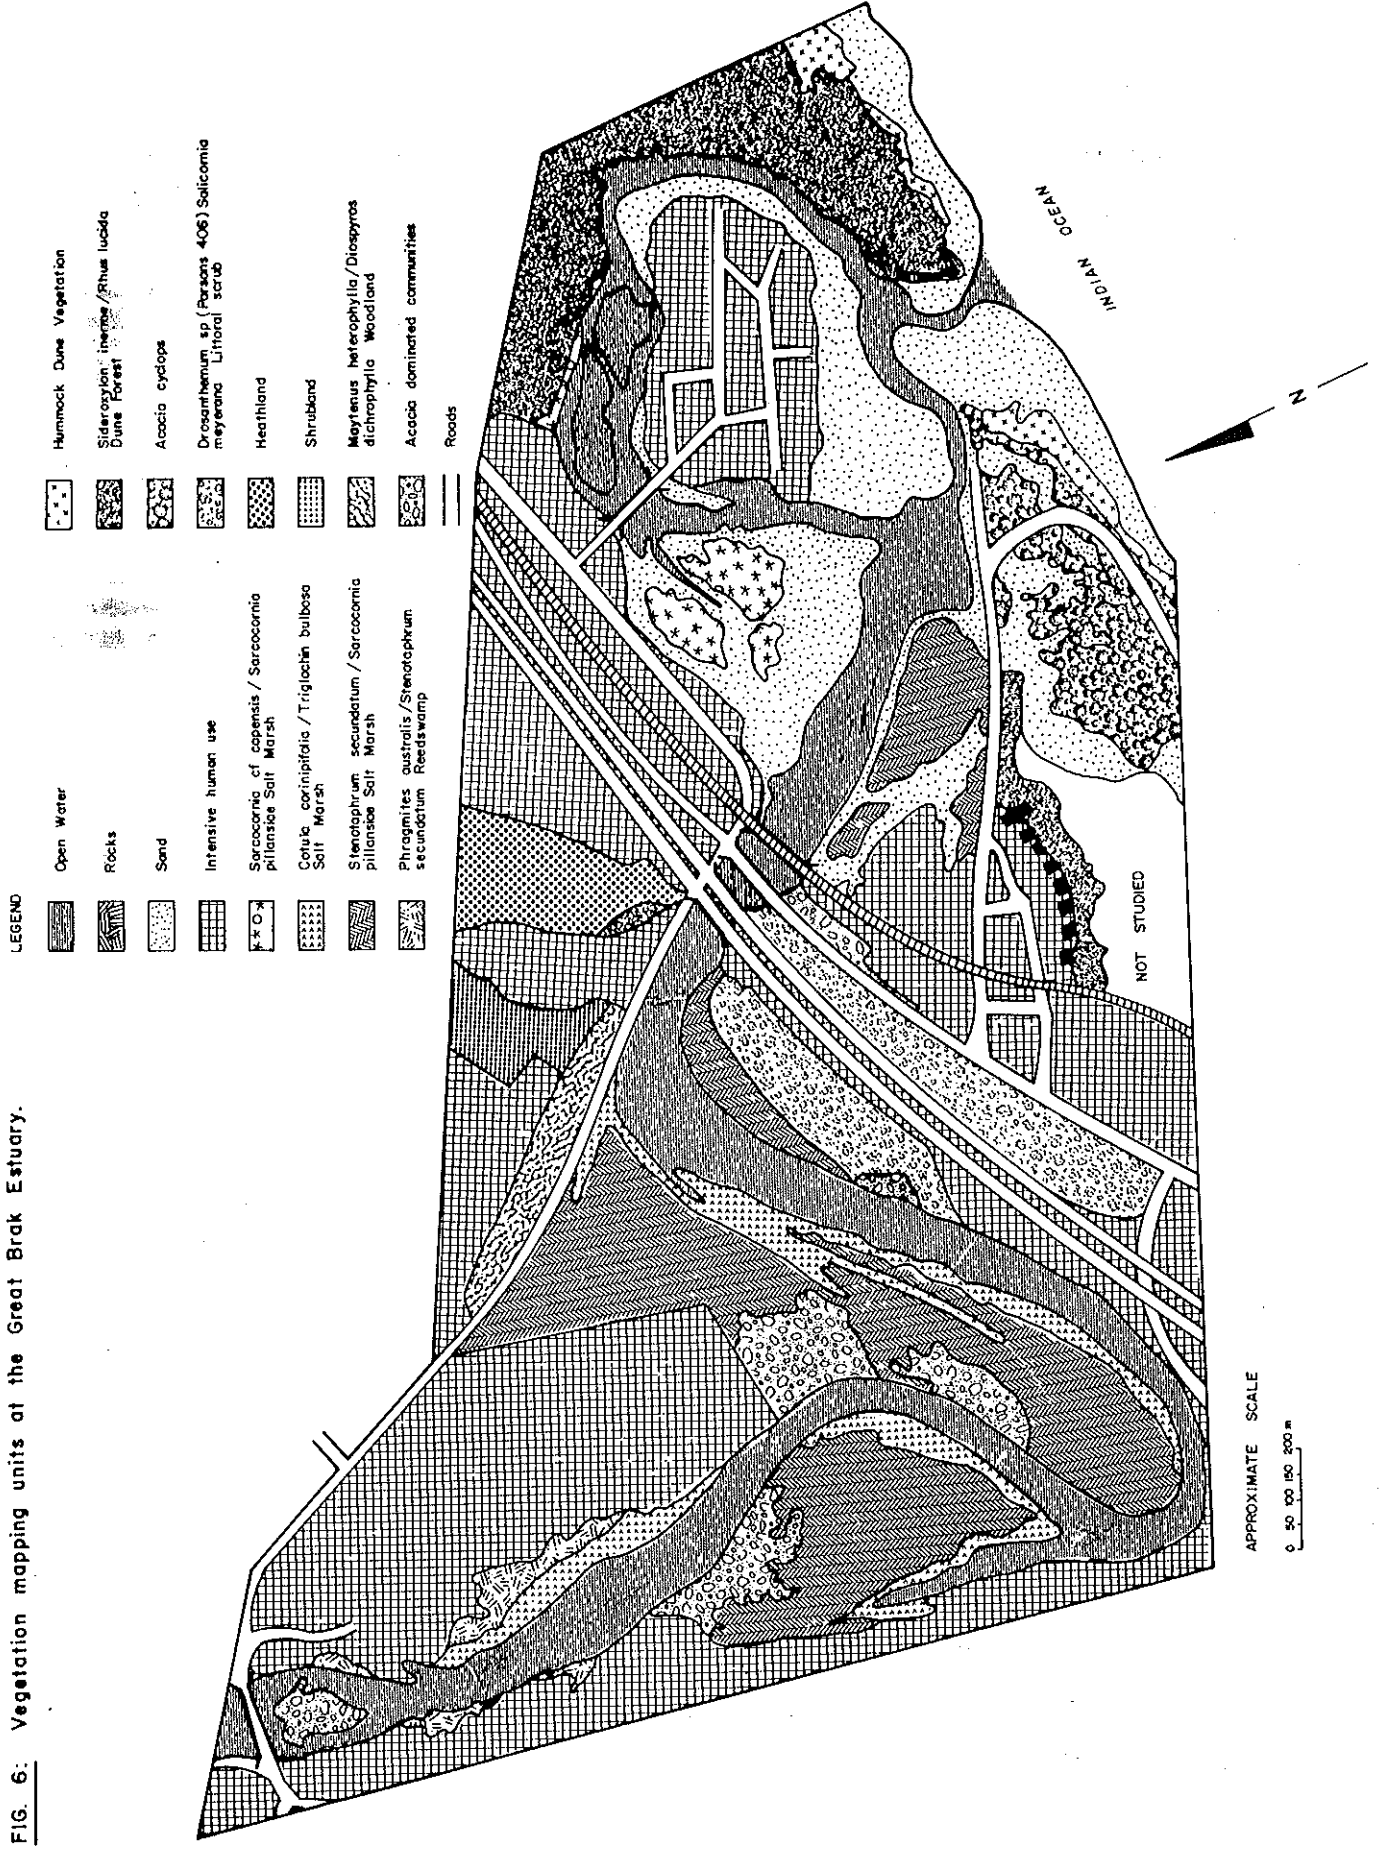 FIG. 6: Vegetation mapping units at the Great Brak Estuary.
LEGEND
Open Water
Rocks
Sand
Intensive human use
Sarcocornia cf capensis / Sarcocornia
pillansiae Salt Marsh
Cotula coronipifolia / Triglochin bulbosa
Salt Marsh
Stenotaphrum secundatum / Sarcocornia
pillansiae Salt Marsh
Phragmites australis / Stenotaphrum
secundatum Reedswamp
Hummock Dune Vegetation
Sideroxylon inerme / Rhus lucida
Dune Forest
Acacia cyclops
Drosanthemum sp (Parsons 406) Salicornia
meyerana Littoral scrub
Heathland
Shrubland
Maytenus heterophylla / Diospyros
dichrophylla Woodland
Acacia dominated communities
Roads
INDIAN OCEAN
N
NOT STUDIED
APPROXIMATE SCALE
0 50 100 150 200 m